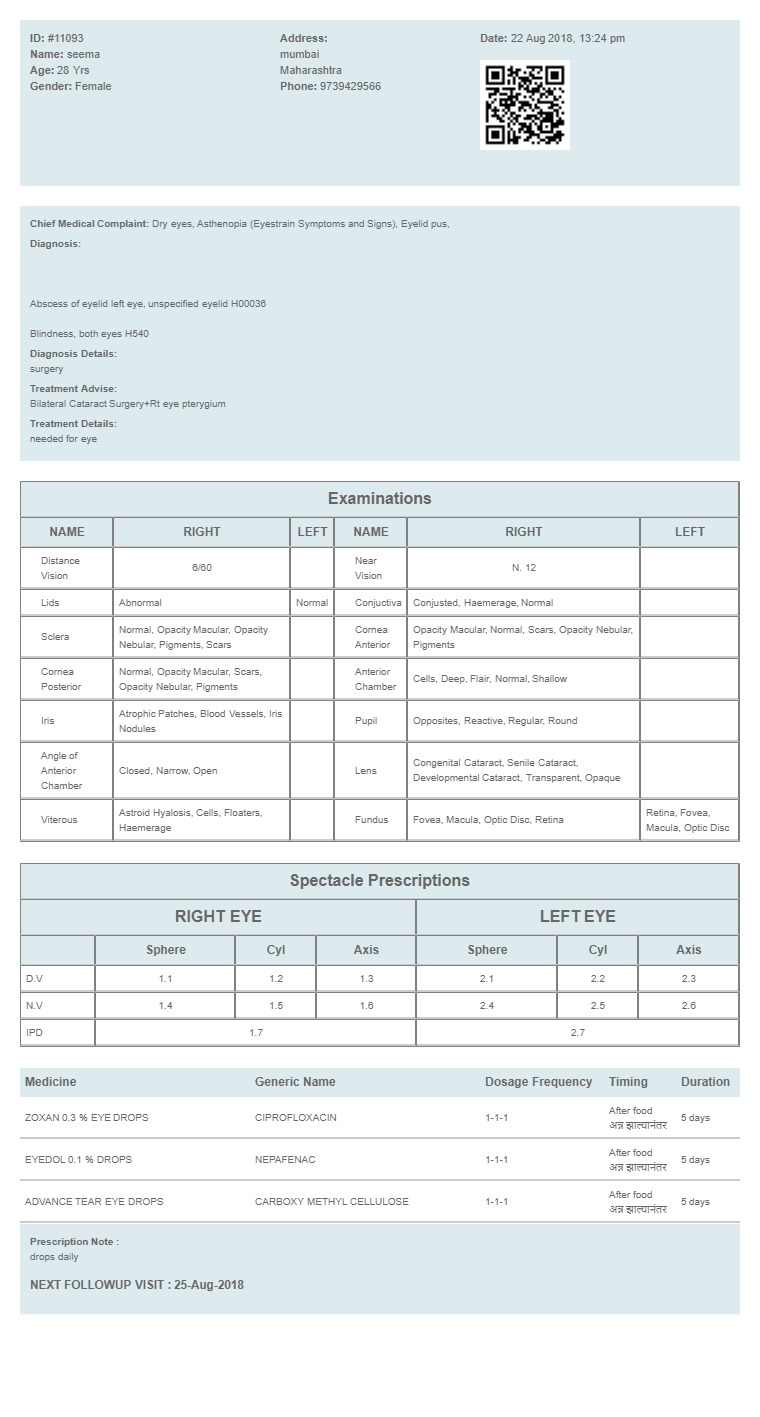 ID: #11093
Name: seema
Age: 28 Yrs
Gender: Female
Address:
mumbai
Maharashtra
Phone: 9739429566
Date: 22 Aug 2018, 13:24 pm
Chief Medical Complaint: Dry eyes, Asthenopia (Eyestrain Symptoms and Signs), Eyelid pus,
Diagnosis:
Abscess of eyelid left eye, unspecified eyelid H00036
Blindness, both eyes H540
Diagnosis Details:
surgery
Treatment Advise:
Bilateral Cataract Surgery+Rt eye pterygium
Treatment Details:
needed for eye
Examinations
NAME RIGHT LEFT NAME RIGHT LEFT
Distance Vision 6/60 Near Vision N. 12
Lids Abnormal Normal Conjuctiva Conjusted, Haemerage, Normal
Sclera Normal, Opacity Macular, Opacity Nebular, Pigments, Scars Cornea Anterior Opacity Macular, Normal, Scars, Opacity Nebular, Pigments
Cornea Posterior Normal, Opacity Macular, Scars, Opacity Nebular, Pigments Anterior Chamber Cells, Deep, Flair, Normal, Shallow
Iris Atrophic Patches, Blood Vessels, Iris Nodules Pupil Opposites, Reactive, Regular, Round
Angle of Anterior Chamber Closed, Narrow, Open Lens Congenital Cataract, Senile Cataract, Developmental Cataract, Transparent, Opaque
Viterous Astroid Hyalosis, Cells, Floaters, Haemerage Fundus Fovea, Macula, Optic Disc, Retina Retina, Fovea, Macula, Optic Disc
Spectacle Prescriptions
RIGHT EYE LEFT EYE
Sphere Cyl Axis Sphere Cyl Axis
D.V 1.1 1.2 1.3 2.1 2.2 2.3
N.V 1.4 1.5 1.6 2.4 2.5 2.6
IPD 1.7 2.7
Medicine Generic Name Dosage Frequency Timing Duration
ZOXAN 0.3 % EYE DROPS CIPROFLOXACIN 1-1-1 After food अन्न झाल्यानंतर 5 days
EYEDOL 0.1 % DROPS NEPAFENAC 1-1-1 After food अन्न झाल्यानंतर 5 days
ADVANCE TEAR EYE DROPS CARBOXY METHYL CELLULOSE 1-1-1 After food अन्न झाल्यानंतर 5 days
Prescription Note :
drops daily
NEXT FOLLOWUP VISIT : 25-Aug-2018